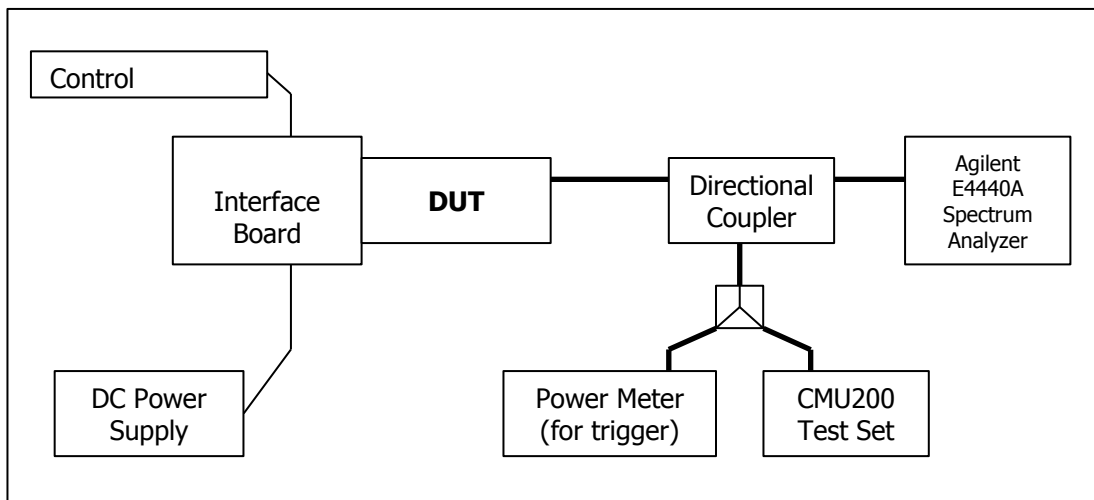 Control
Interface
Board
DUT
Directional
Coupler
Agilent
E4440A
Spectrum
Analyzer
DC Power
Supply
Power Meter
(for trigger)
CMU200
Test Set